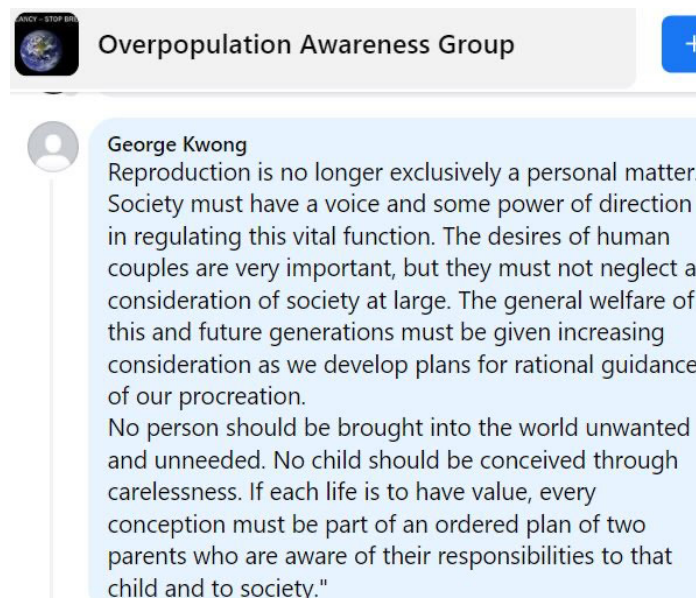 ANCY - STOP BRE
Overpopulation Awareness Group
+
George Kwong
Reproduction is no longer exclusively a personal matter.
Society must have a voice and some power of direction
in regulating this vital function. The desires of human
couples are very important, but they must not neglect a
consideration of society at large. The general welfare of
this and future generations must be given increasing
consideration as we develop plans for rational guidance
of our procreation.
No person should be brought into the world unwanted
and unneeded. No child should be conceived through
carelessness. If each life is to have value, every
conception must be part of an ordered plan of two
parents who are aware of their responsibilities to that
child and to society."